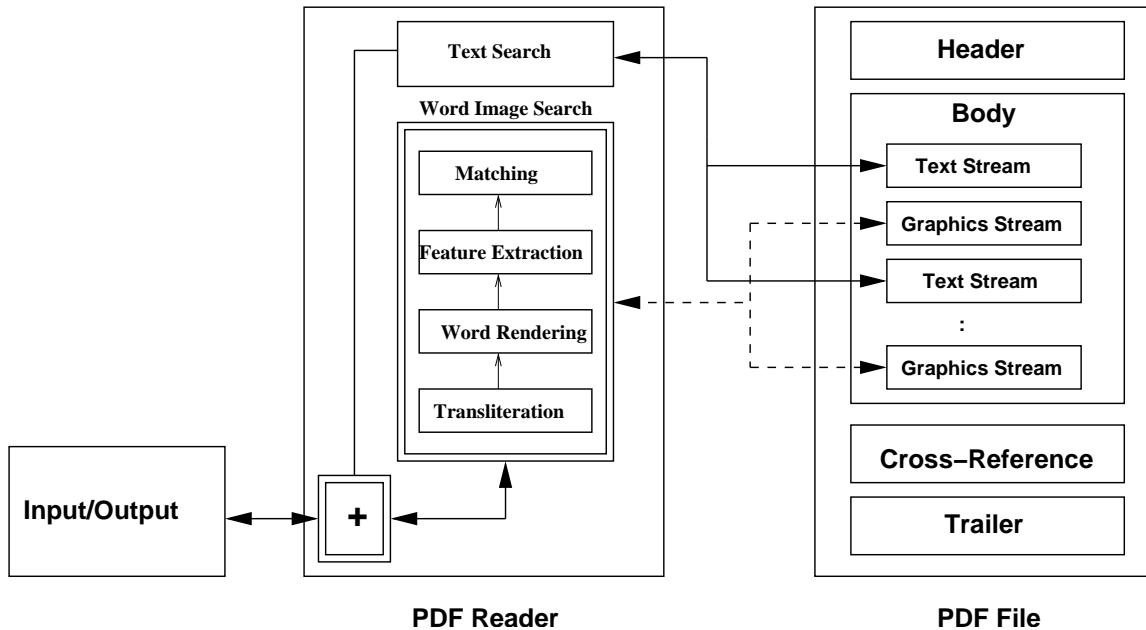 Text Search
Word Image Search
Matching
Feature Extraction
Word Rendering
Transliteration
Input/Output
+
PDF Reader
Header
Body
Text Stream
Graphics Stream
Text Stream
:
Graphics Stream
Cross−Reference
Trailer
PDF File